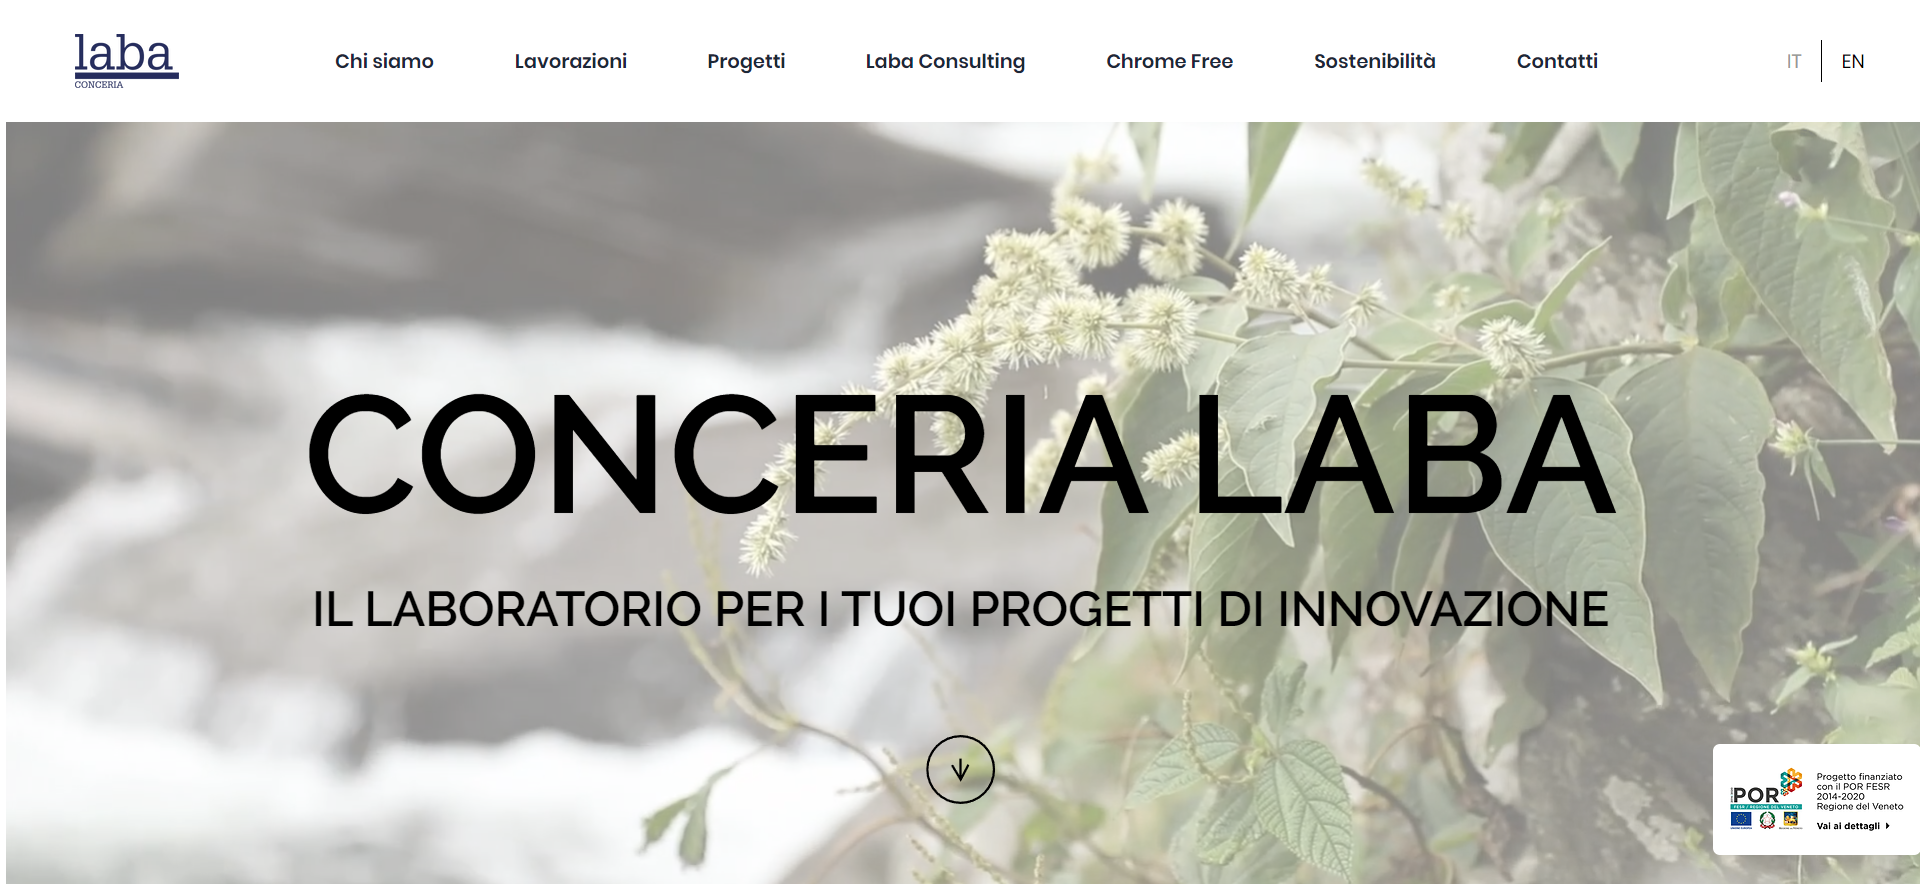 laba
CONCERIA
Chi siamo
Lavorazioni
Progetti
Laba Consulting
Chrome Free
Sostenibilità
Contatti
IT
EN
CONCERIA LABA
IL LABORATORIO PER I TUOI PROGETTI DI INNOVAZIONE
POR
FESR / REGIONE DEL VENETO
Progetto finanziato
con il POR FESR
2014-2020
Regione del Veneto
Vai ai dettagli